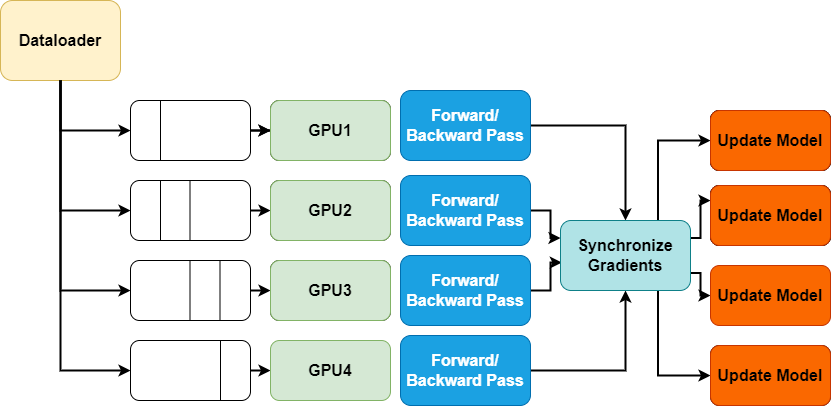 Dataloader
GPU1
Forward/
Backward Pass
Update Model
GPU2
Forward/
Backward Pass
Update Model
Synchronize
Gradients
GPU3
Forward/
Backward Pass
Update Model
GPU4
Forward/
Backward Pass
Update Model